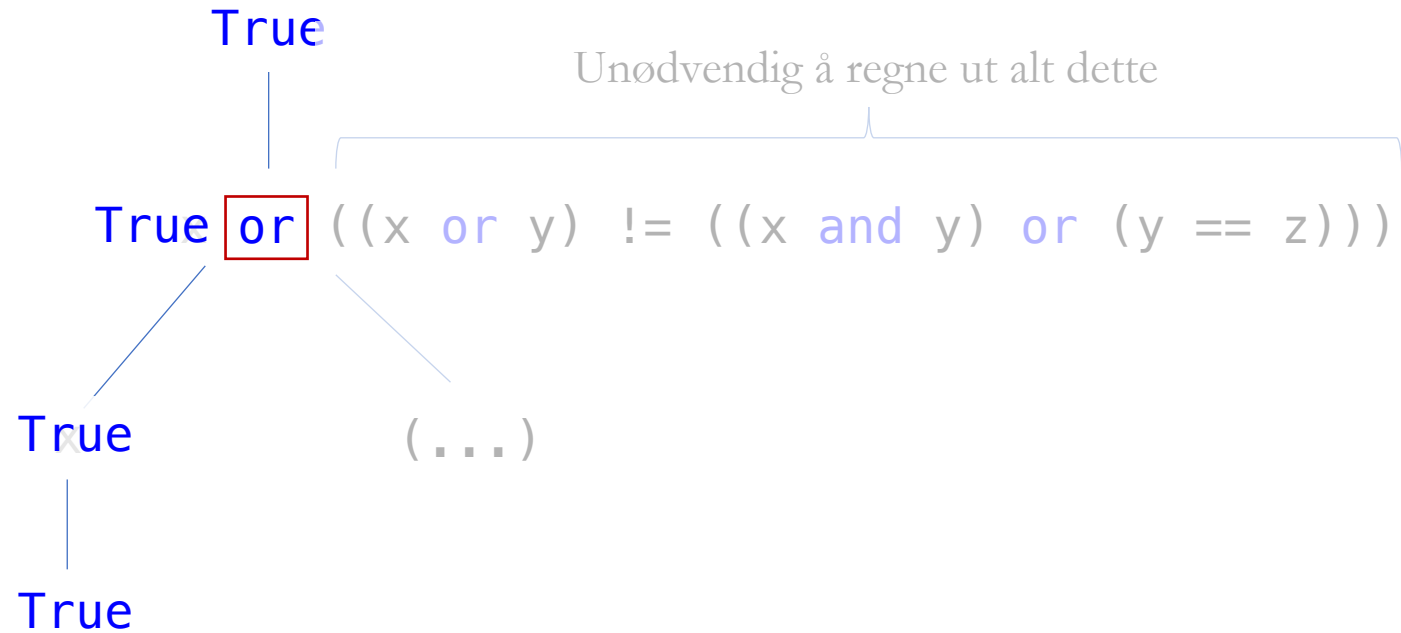 True
Unødvendig å regne ut alt dette
True or ((x or y) != ((x and y) or (y == z)))
True (...)
True